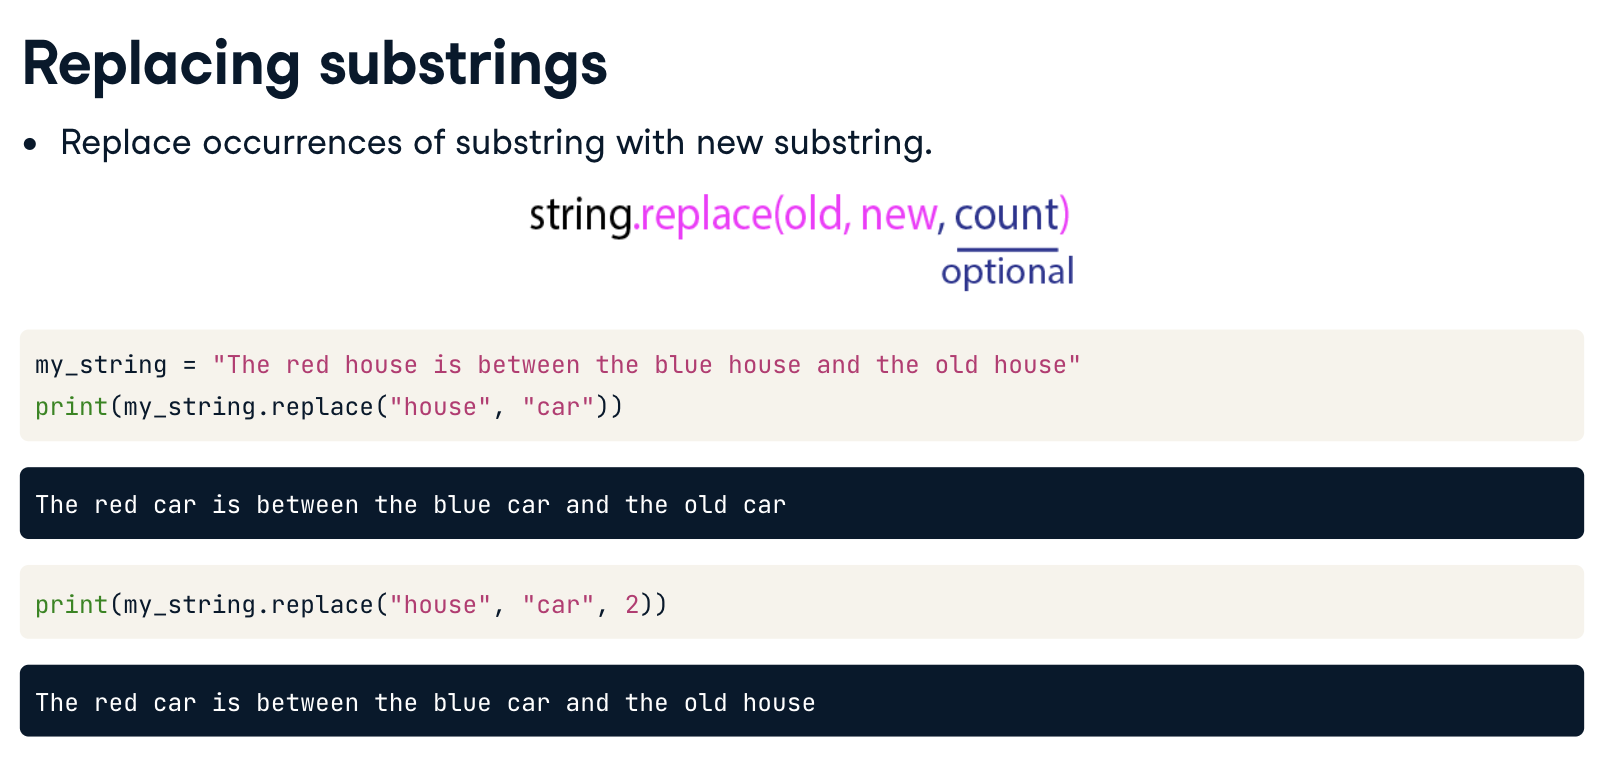 Replacing substrings
• Replace occurrences of substring with new substring.
string.replace(old, new, count)
optional
my_string = "The red house is between the blue house and the old house"
print(my_string.replace("house", "car"))
The red car is between the blue car and the old car
print(my_string.replace("house", "car", 2))
The red car is between the blue car and the old house